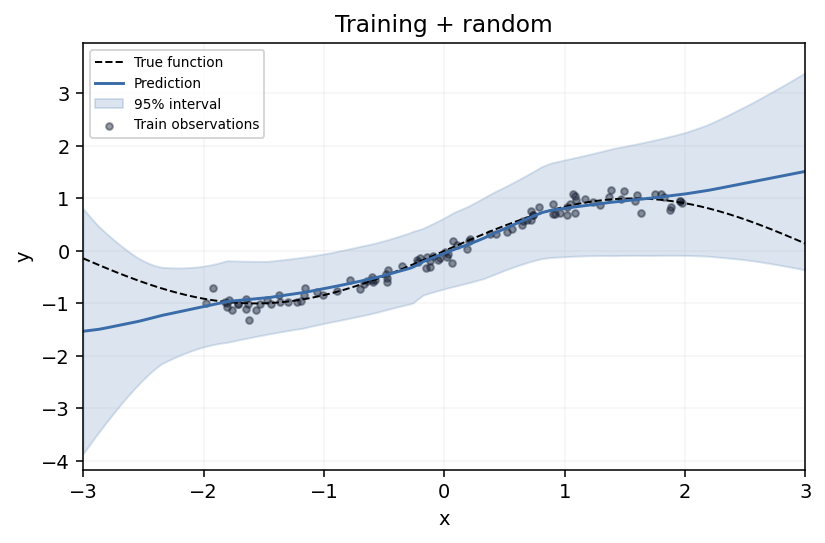 Training + random
True function
Prediction
95% interval
Train observations
3
2
1
0
−1
−2
−3
−4
y
−3 −2 −1 0 1 2 3
x